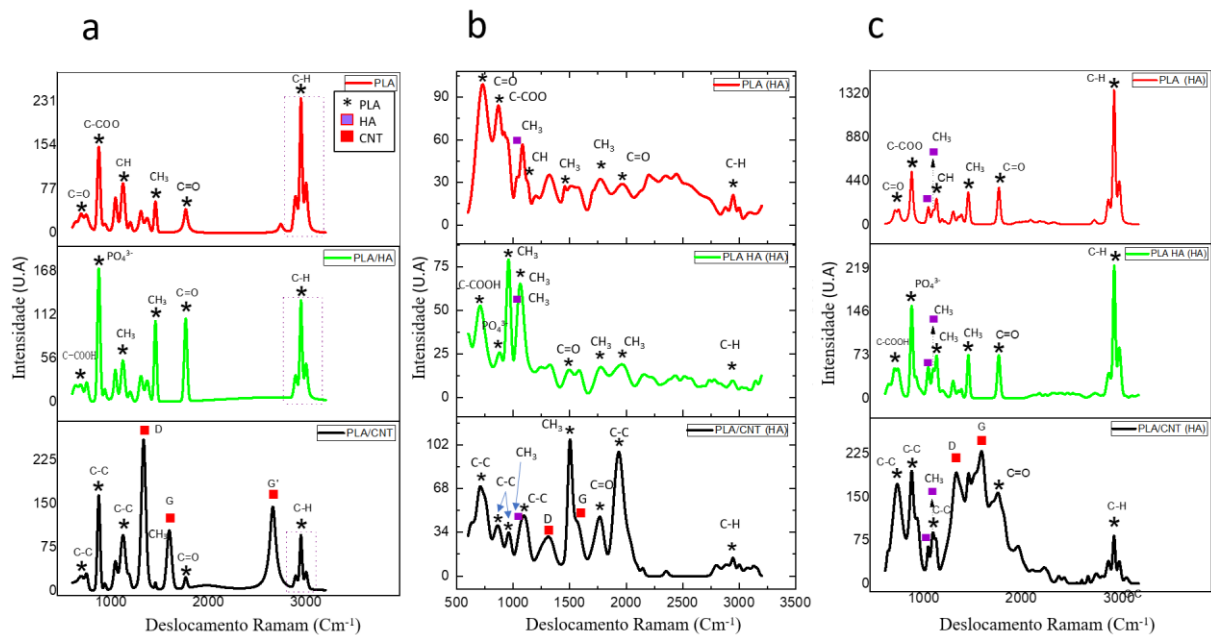 a
b
c
C-H
PLA
231
154
77
0
* PLA
HA
CNT
C-COO
C=O
CH
CH₃
C=O
PO₄³⁻
PLA/HA
168
112
56
0
C-COOH
CH₃
CH₃
C=O
C-H
PLA/CNT
225
150
75
0
C-C
C-C
C-C
D
G
CH₃
C=O
G'
C-H
Intensidade (U.A)
1000
2000
3000
Deslocamento Ramam (Cm⁻¹)
PLA (HA)
90
60
30
0
C=O
C-COO
CH₃
CH
CH₃
CH₃
C=O
C-H
PLA HA (HA)
75
50
25
0
C-COOH
PO₄³⁻
CH₃
CH₃
CH₃
C=O
CH₃
CH₃
C-H
PLA/CNT (HA)
102
68
34
0
C-C
C-C
CH₃
C-C
D
CH₃
G
C=O
C-C
C-H
Intensidade (U.A)
500
1000
1500
2000
2500
3000
3500
Deslocamento Ramam (Cm⁻¹)
PLA (HA)
1320
880
440
0
C=O
C-COO
CH₃
CH
CH₃
C=O
C-H
PLA HA (HA)
219
146
73
0
C-COOH
PO₄³⁻
CH₃
CH₃
CH₃
C=O
C-H
PLA/CNT (HA)
225
150
75
0
C-C
C-C
CH₃
C-C
D
G
C=O
C-H
C-C
Intensidade (U.A)
1000
2000
3000
Deslocamento Ramam (Cm⁻¹)